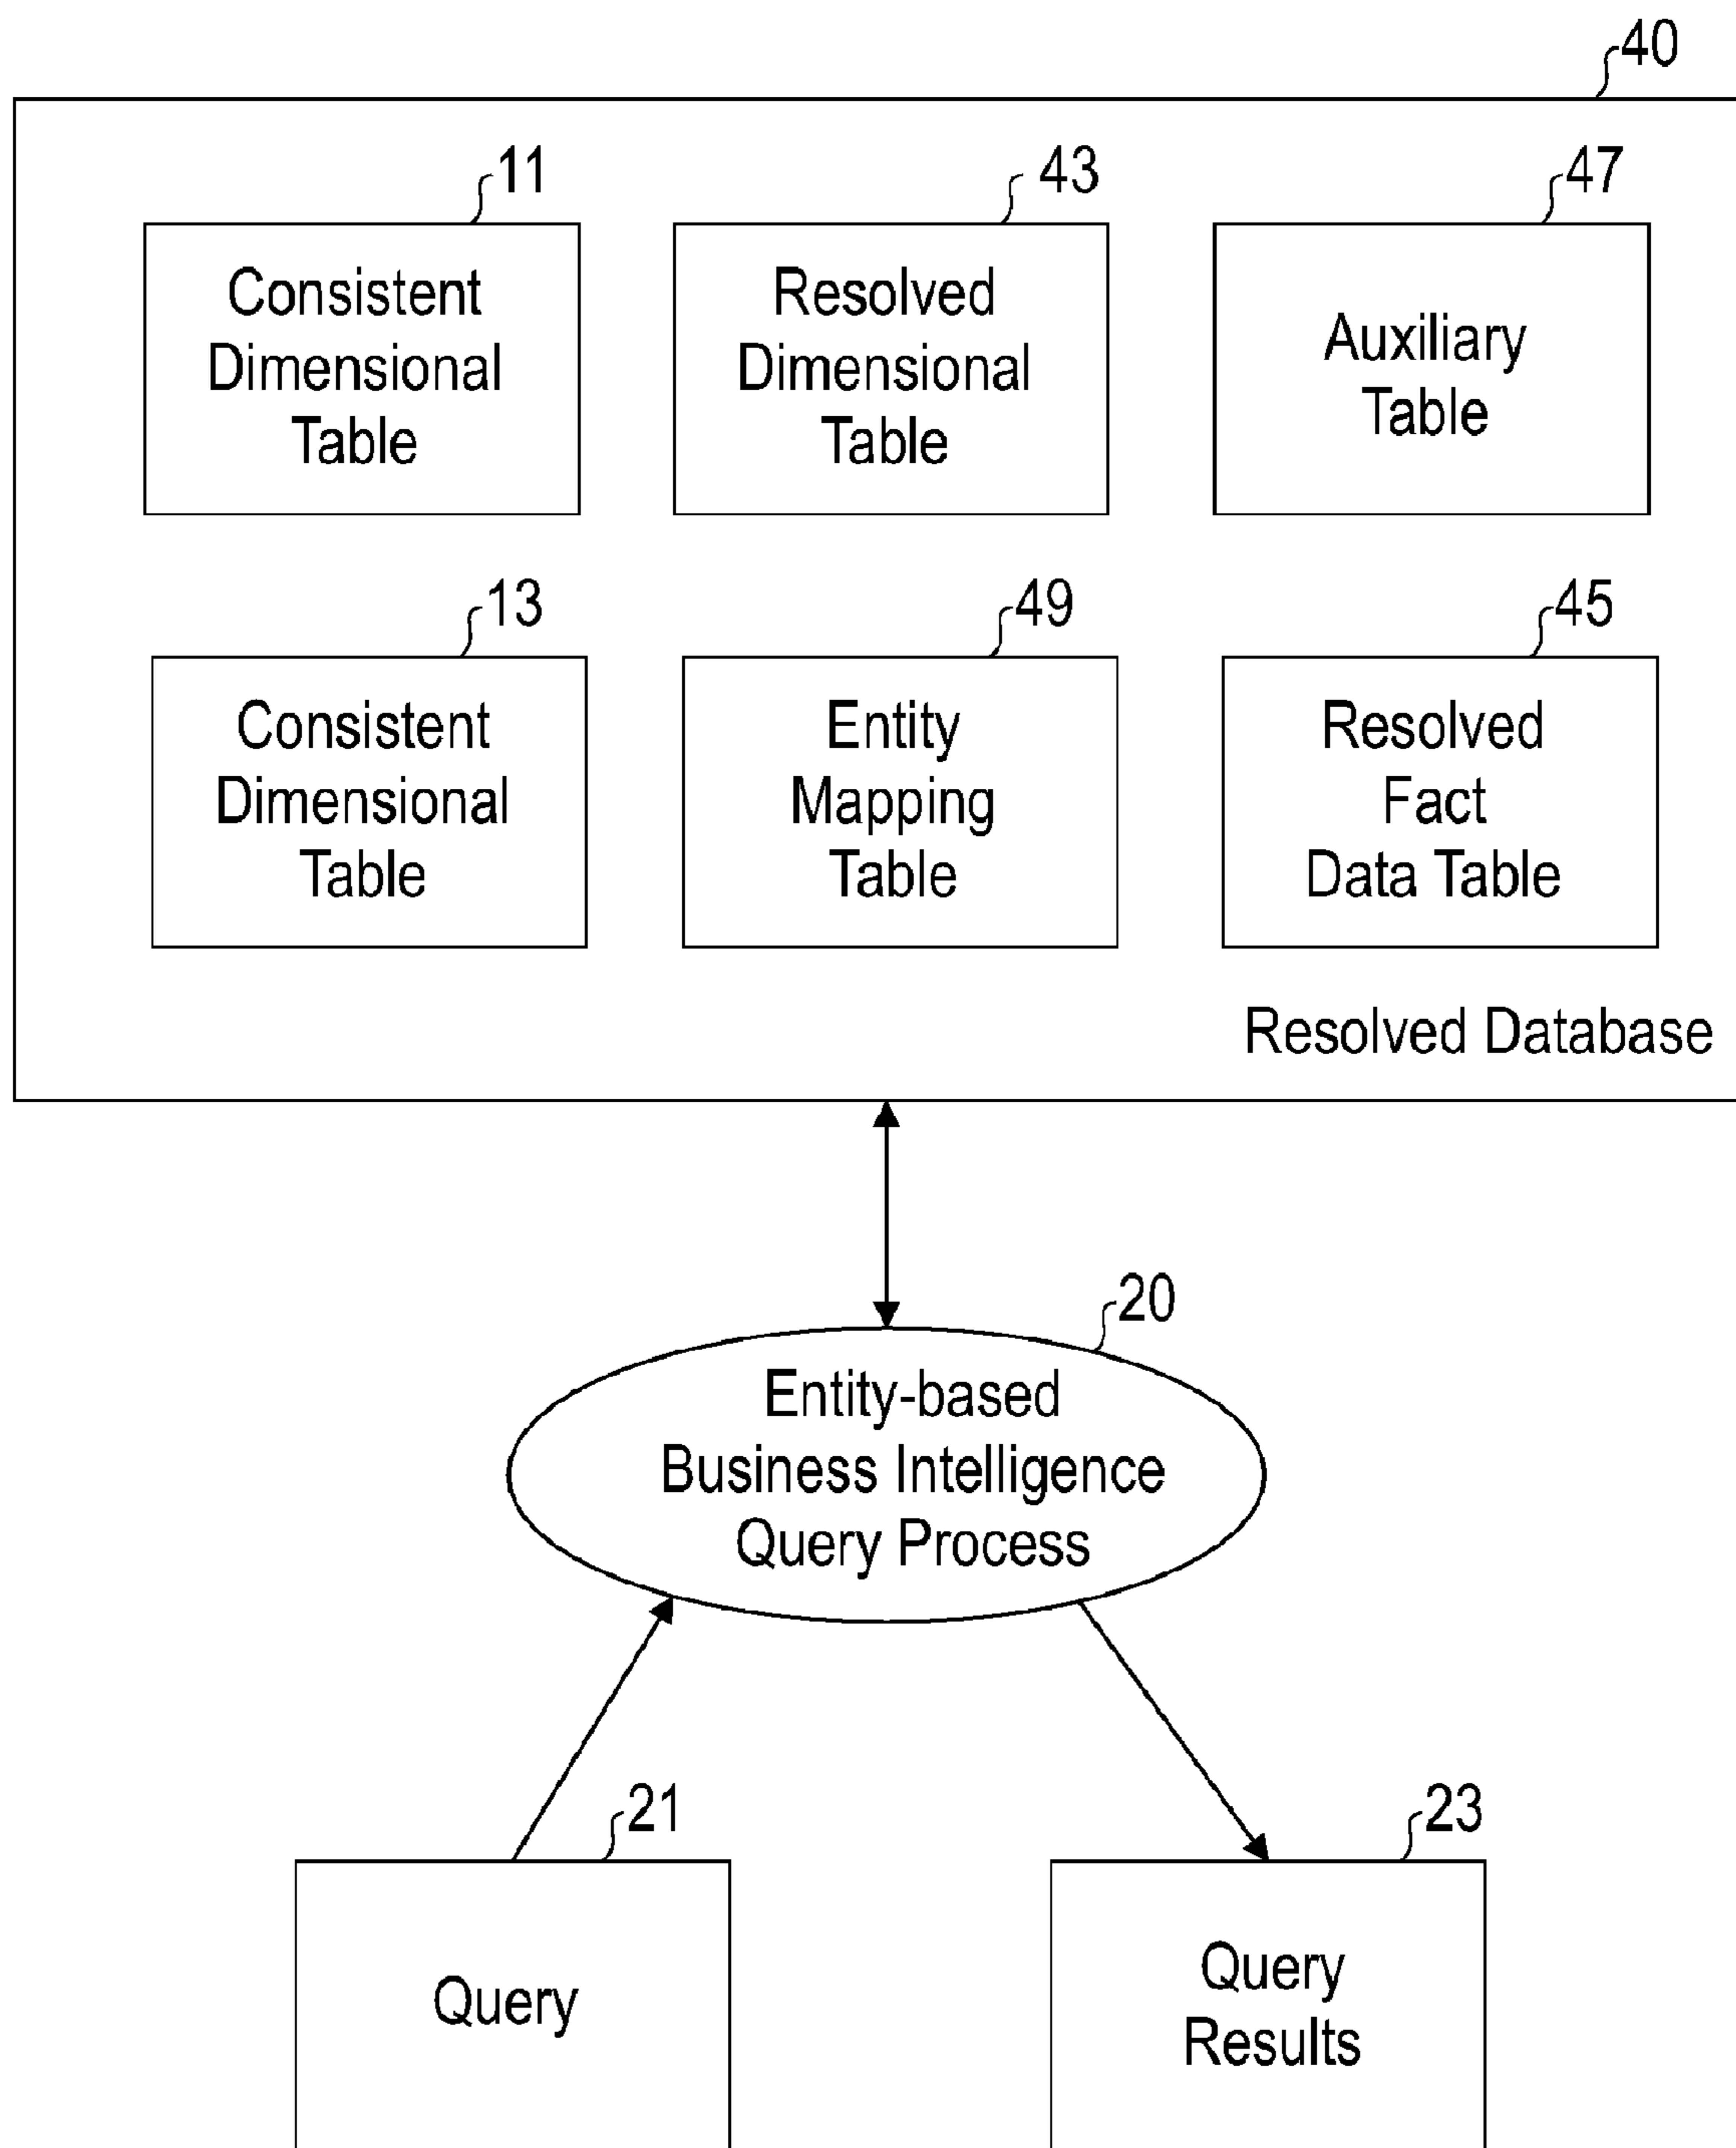 40
11
43
47
Consistent
Dimensional
Table
Resolved
Dimensional
Table
Auxiliary
Table
13
49
45
Consistent
Dimensional
Table
Entity
Mapping
Table
Resolved
Fact
Data Table
Resolved Database
20
Entity-based
Business Intelligence
Query Process
21
23
Query
Query
Results